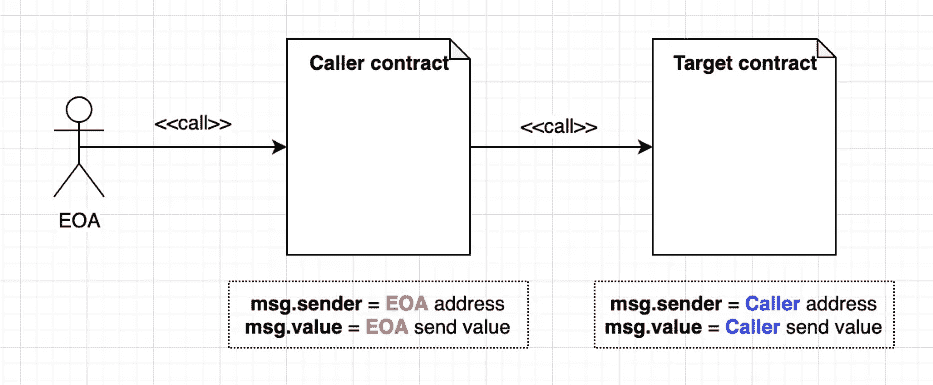 Caller contract
Target contract
<<call>>
<<call>>
EOA
msg.sender = EOA address
msg.value = EOA send value
msg.sender = Caller address
msg.value = Caller send value